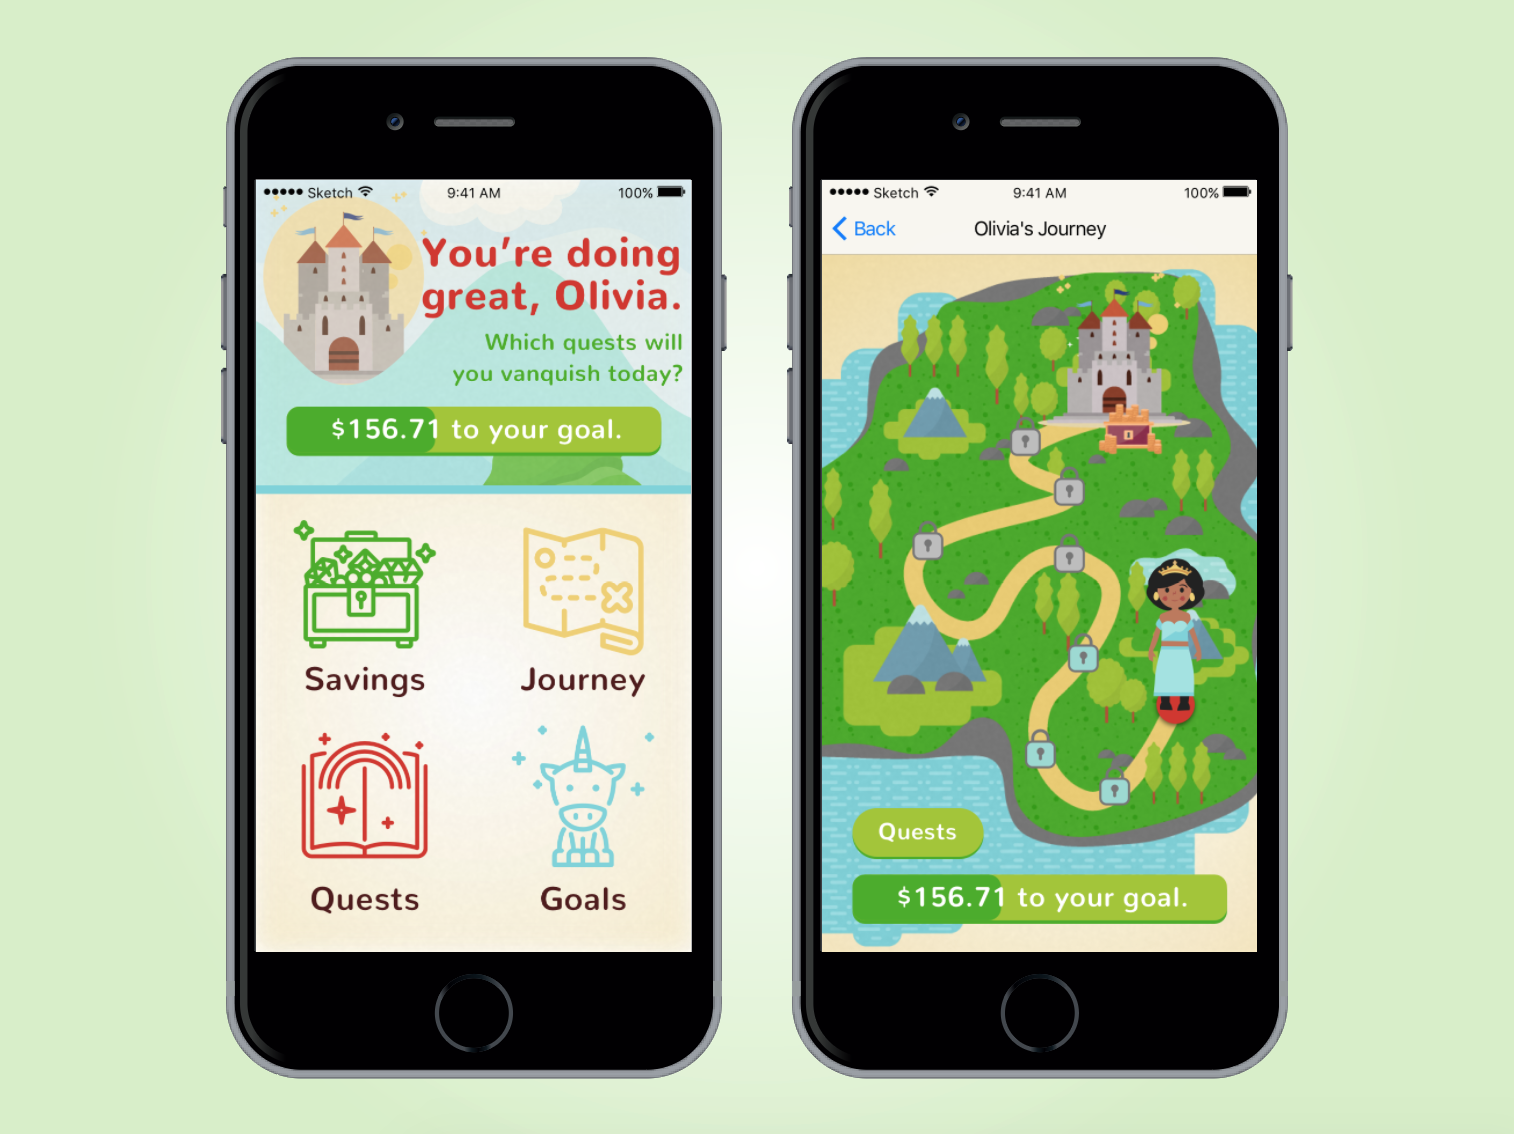 Sketch 9:41 AM 100%
You're doing
great, Olivia.
Which quests will
you vanquish today?
$156.71 to your goal.
Savings
Journey
Quests
Goals
Sketch 9:41 AM 100%
Back Olivia's Journey
Quests
$156.71 to your goal.